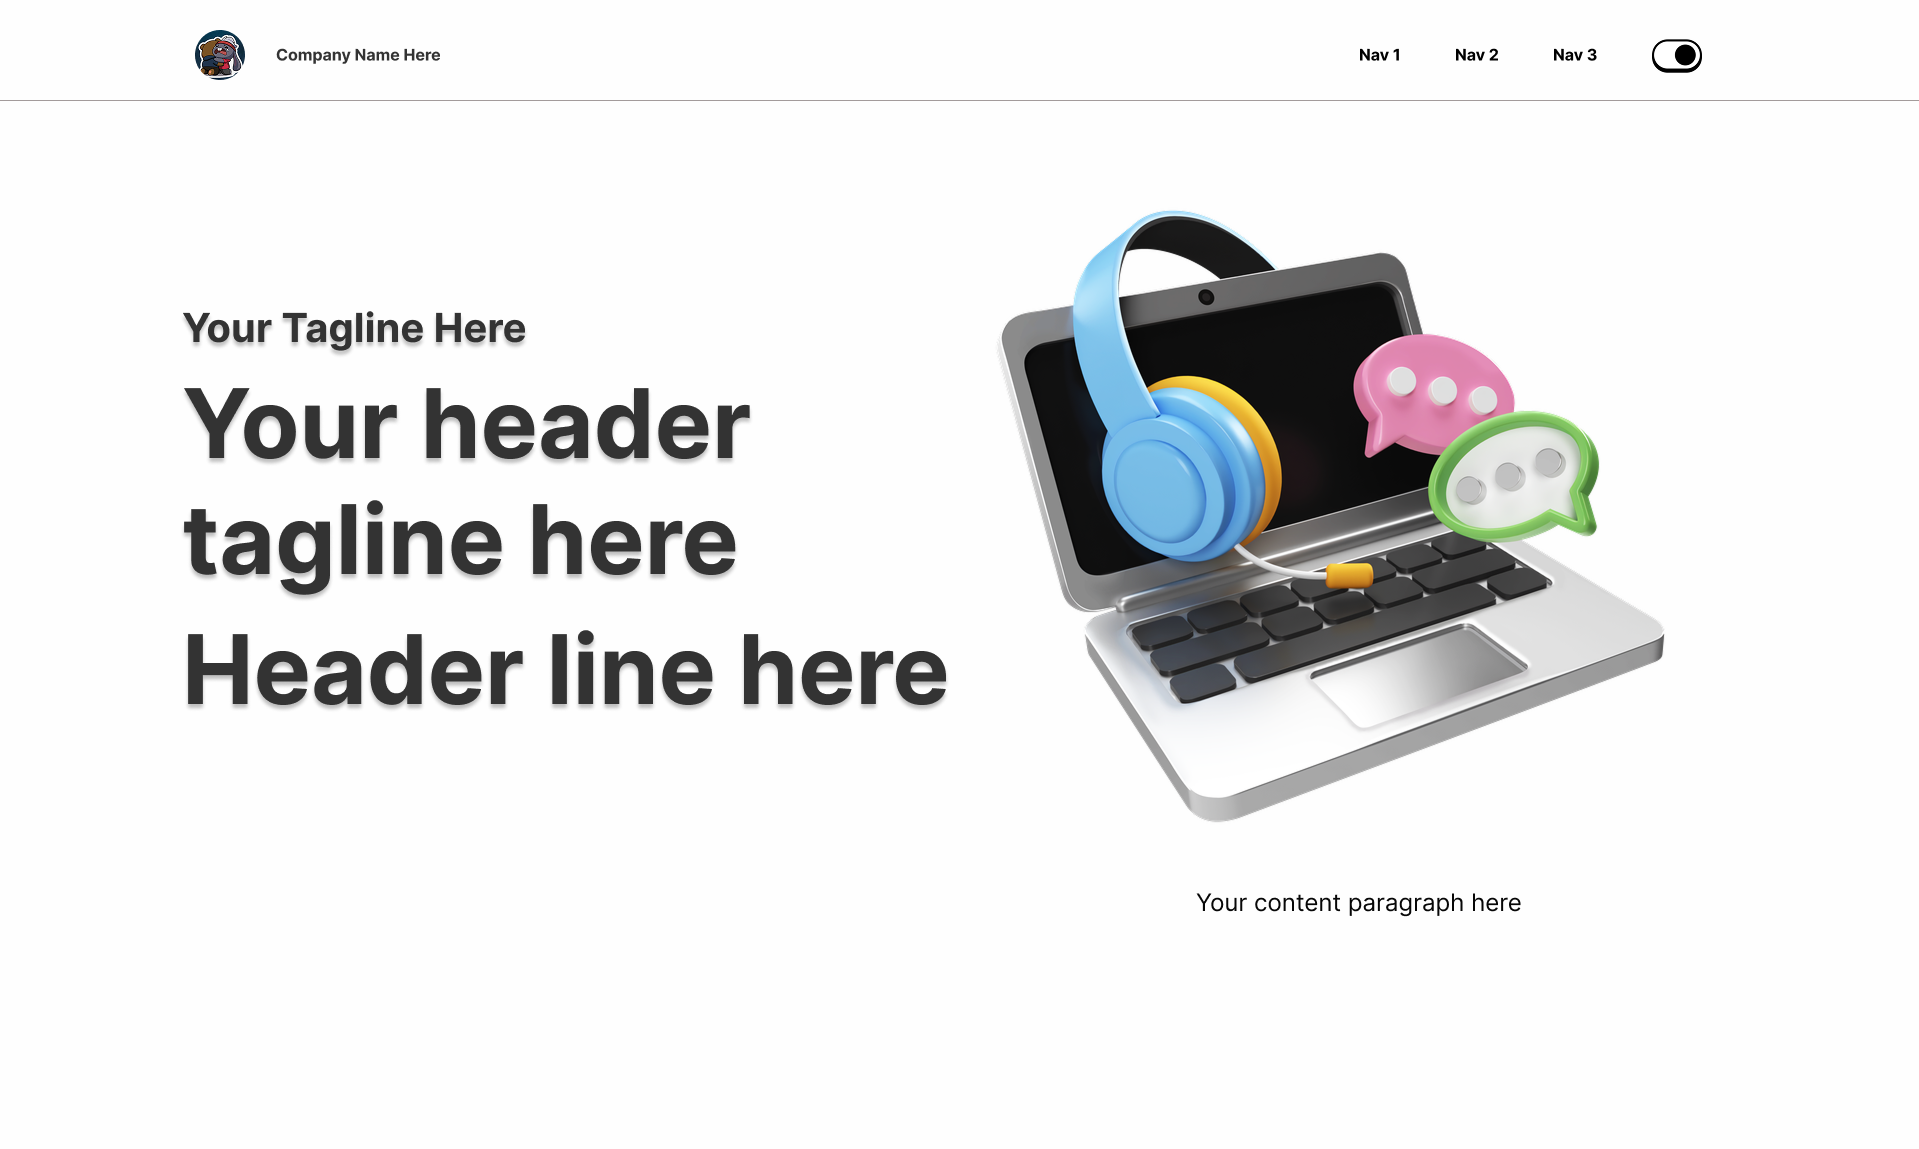 Company Name Here
Nav 1
Nav 2
Nav 3
Your Tagline Here
Your header
tagline here
Header line here
Your content paragraph here